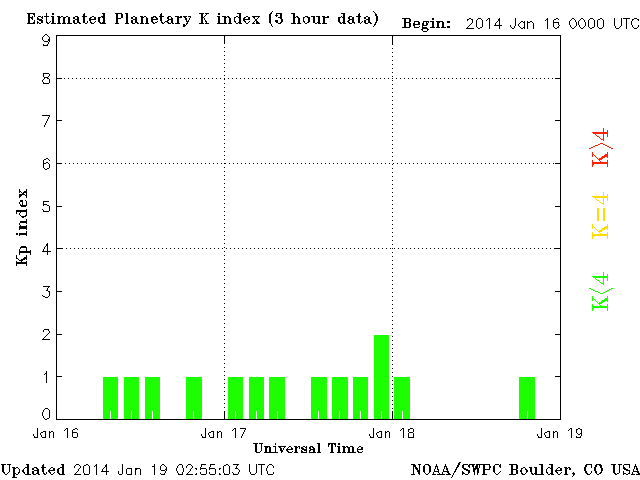 Estimated Planetary K index (3 hour data) Begin: 2014 Jan 16 0000 UTC
9
8
7
6
5
4
3
2
1
0
Kp index
K>4
K=4
K<4
Jan 16 Jan 17 Jan 18 Jan 19
Universal Time
Updated 2014 Jan 19 02:55:03 UTC NOAA/SWPC Boulder, CO USA